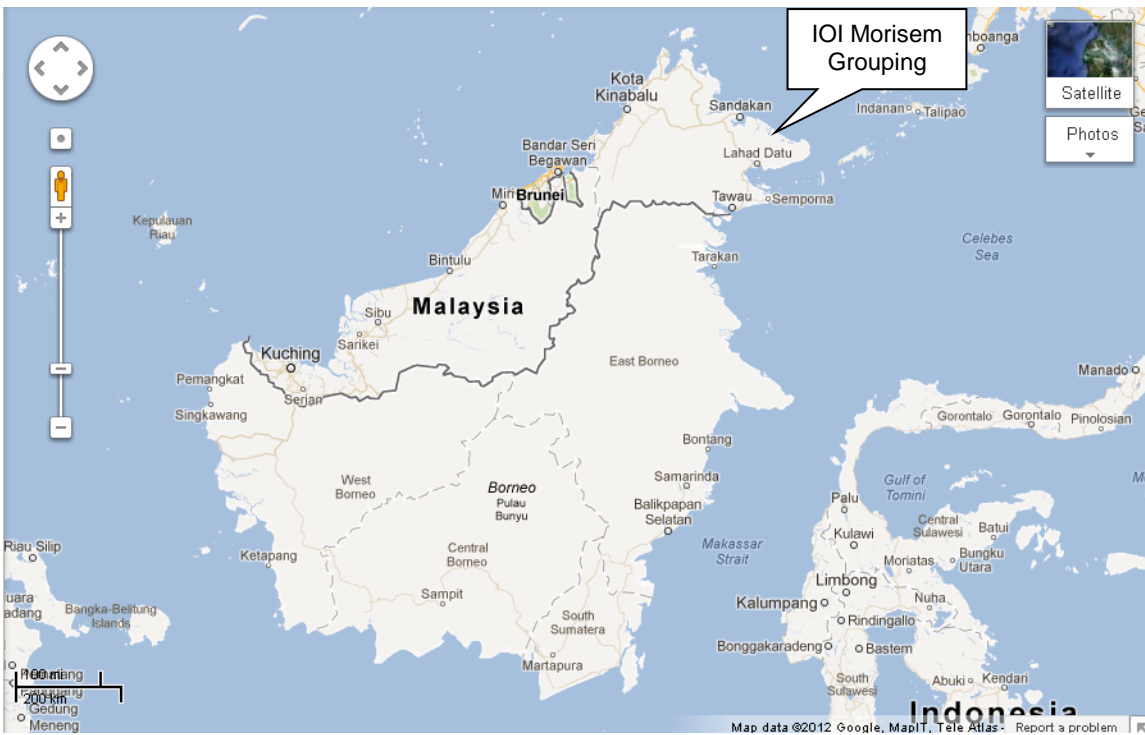 IOI Morisem
Grouping
Satellite
Photos
Kota
Kinabalu
Sandakan
Indanan
Talipao
Bandar Seri
Begawan
Lahad Datu
Brunei
Tawau
Semporna
Kepulauan
Riau
Celebes
Sea
Bintulu
Tarakan
Malaysia
Sibu
Sarikei
Kuching
East Borneo
Manado
Pemangkat
Serian
Singkawang
Gorontalo
Gorontalo
Pinolosian
Bontang
West
Borneo
Borneo
Pulau
Bunyu
Samarinda
Gulf of
Tomini
Palu
Balikpapan
Selatan
Central
Sulawesi
Batui
Kulawi
Riau Silip
Ketapang
Central
Borneo
Makassar
Strait
Moriatas
Bungku
Utara
Limbong
Sampit
Kalumpang
Nuha
Bangka-Belitung
Islands
South
Sumatera
Rindingallo
Bonggakaradeng
Bastem
Martapura
100 mi
200 km
South
Sulawesi
Abuki
Kendari
Gedung
Meneng
Indonesia
Map data ©2012 Google, MapIT, Tele Atlas -
Report a problem